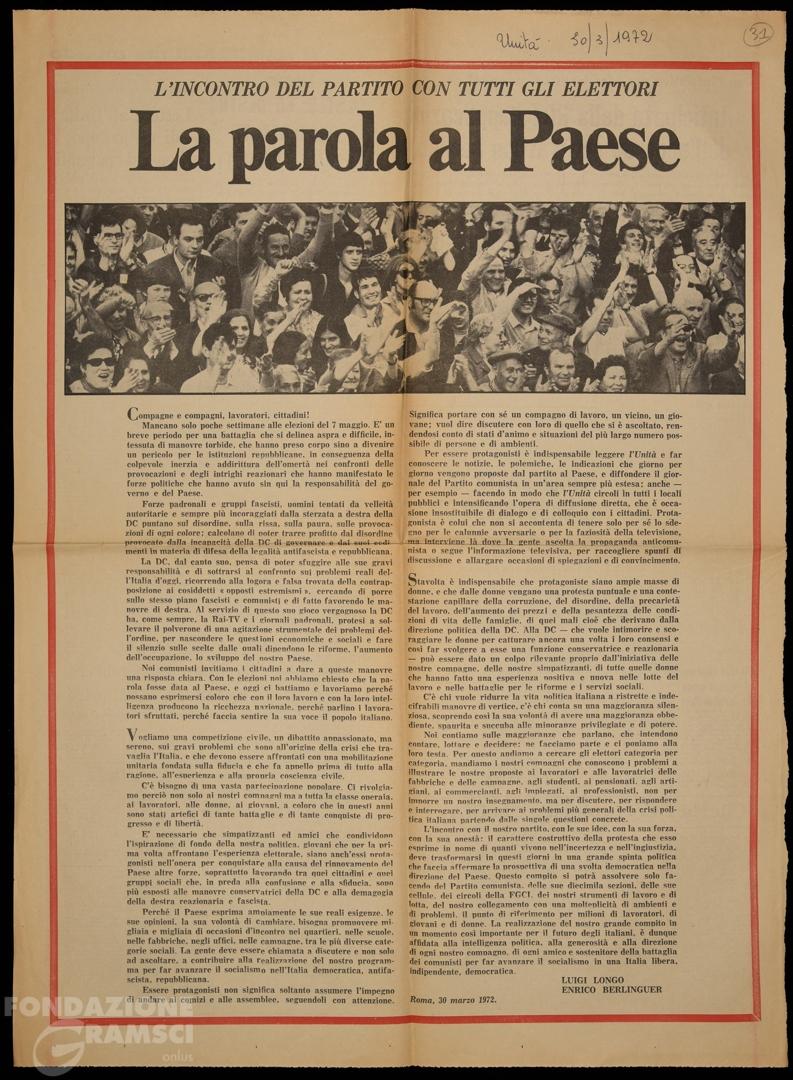 Unità 30/3/1972
31
L'INCONTRO DEL PARTITO CON TUTTI GLI ELETTORI
La parola al Paese
Compagne e compagni, lavoratori, cittadini!
Mancano solo poche settimane alle elezioni del 7 maggio. E' un
breve periodo per una battaglia che si delinea aspra e difficile, in-
tessuta di manovre torbide, che hanno preso corpo sino a divenire
un pericolo per le istituzioni repubblicane, in conseguenza della
colpevole inerzia e addirittura dell'omertà nei confronti delle
provocazioni e degli intrighi reazionari che hanno manifestato le
forze politiche che hanno avuto sin qui la responsabilità del go-
verno e del Paese.
Forze padronali e gruppi fascisti, uomini tentati da velleità
autoritarie e sempre più incoraggiati dalla sterzata a destra della
DC puntano sul disordine, sulla rissa, sulla paura, sulle provoca-
zioni di ogni colore; calcolano di poter trarre profitto dal disordine
provocato dalla incapacità della DC di governare e dai suoi cedi-
menti in materia di difesa della legalità antifascista e repubblicana.
La DC, dal canto suo, pensa di poter sfuggire alle sue gravi
responsabilità e di sottrarsi al confronto sui problemi reali del-
l'Italia d'oggi, ricorrendo alla logora e falsa trovata della contrap-
posizione ai cosiddetti « opposti estremismi », cercando di porre
sullo stesso piano fascisti e comunisti e di fatto favorendo le ma-
novre di destra. Al servizio di questo suo gioco vergognoso la DC
ha, come sempre, la Rai-TV e i giornali padronali, protesi a sol-
levare il polverone di una agitazione strumentale dei problemi del-
l'ordine, per nascondere le questioni economiche e sociali e fare
il silenzio sulle scelte dalle quali dipendono le riforme, l'aumento
dell'occupazione, lo sviluppo del nostro Paese.
Noi comunisti invitiamo i cittadini a dare a queste manovre
una risposta chiara. Con le elezioni noi abbiamo chiesto che la pa-
rola fosse data al Paese, e oggi ci battiamo e lavoriamo perché
possano esprimersi coloro che con il loro lavoro e con la loro intel-
ligenza producono la ricchezza nazionale, perché parlino i lavora-
tori sfruttati, perché faccia sentire la sua voce il popolo italiano.
Vogliamo una competizione civile, un dibattito appassionato, ma
sereno, sui gravi problemi che sono all'origine della crisi che tra-
vaglia l'Italia, e che devono essere affrontati con una mobilitazione
unitaria fondata sulla fiducia e che fa appello prima di tutto alla
ragione, all'esperienza e alla propria coscienza civile.
C'è bisogno di una vasta partecipazione popolare. Ci rivolgia-
mo perciò non solo ai nostri compagni ma a tutta la classe operaia,
ai lavoratori, alle donne, ai giovani, a coloro che in questi anni
sono stati artefici di tante battaglie e di tante conquiste di pro-
gresso e di libertà.
E' necessario che simpatizzanti ed amici che condividono
l'ispirazione di fondo della nostra politica, giovani che per la pri-
ma volta affrontano l'esperienza elettorale, siano anch'essi prota-
gonisti nell'opera per conquistare alla causa del rinnovamento del
Paese altre forze, soprattutto lavorando tra quei cittadini e quei
gruppi sociali che, in preda alla confusione e alla sfiducia, sono
più esposti alle manovre conservatrici della DC e alla demagogia
della destra reazionaria e fascista.
Perché il Paese esprima ampiamente le sue reali esigenze, le
sue opinioni, la sua volontà di cambiare, bisogna promuovere mi-
gliaia e migliaia di occasioni d'incontro nei quartieri, nelle scuole,
nelle fabbriche, negli uffici, nelle campagne, tra le più diverse cate-
gorie sociali. La gente deve essere chiamata a discutere e non solo
ad ascoltare, a contribuire alla realizzazione del nostro program-
ma per far avanzare il socialismo nell'Italia democratica, antifa-
scista, repubblicana.
Essere protagonisti non significa soltanto assumere l'impegno
di andare ai comizi e alle assemblee, seguendoli con attenzione.
Significa portare con sé un compagno di lavoro, un vicino, un gio-
vane; vuol dire discutere con loro di quello che si è ascoltato, ren-
dendosi conto di stati d'animo e situazioni del più largo numero pos-
sibile di persone e di ambienti.
Per essere protagonisti è indispensabile leggere l'Unità e far
conoscere le notizie, le polemiche, le indicazioni che giorno per
giorno vengono proposte dal partito al Paese, e diffondere il gior-
nale del Partito comunista in un'area sempre più estesa; anche —
per esempio — facendo in modo che l'Unità circoli in tutti i locali
pubblici e intensificando l'opera di diffusione diretta, che è occa-
sione insostituibile di dialogo e di colloquio con i cittadini. Prota-
gonista è colui che non si accontenta di tenere solo per sé lo sde-
gno per le calunnie avversarie o per la faziosità della televisione,
ma interviene là dove la gente ascolta la propaganda anticomu-
nista o segue l'informazione televisiva, per raccogliere spunti di
discussione e allargare occasioni di spiegazioni e di convincimento.
Stavolta è indispensabile che protagoniste siano ampie masse di
donne, e che dalle donne vengano una protesta puntuale e una con-
testazione capillare della corruzione, del disordine, della precarietà
del lavoro, dell'aumento dei prezzi e della pesantezza delle condi-
zioni di vita delle famiglie, di quei mali cioè che derivano dalla
direzione politica della DC. Alla DC — che vuole intimorire e sco-
raggiare le donne per catturare ancora una volta i loro consensi e
così far svolgere a esse una funzione conservatrice e reazionaria
— può essere dato un colpo rilevante proprio dall'iniziativa delle
nostre compagne, delle nostre simpatizzanti, di tutte quelle donne
che hanno fatto una esperienza positiva e nuova nelle lotte del
lavoro e nelle battaglie per le riforme e i servizi sociali.
C'è chi vuole ridurre la vita politica italiana a ristrette e inde-
cifrabili manovre di vertice, c'è chi conta su una maggioranza silen-
ziosa, scoprendo così la sua volontà di avere una maggioranza obbe-
diente, spaurita e succuba alle minoranze privilegiate e di potere.
Noi contiamo sulle maggioranze che parlano, che intendono
contare, lottare e decidere; ne facciamo parte e ci poniamo alla
loro testa. Per questo andiamo a cercare gli elettori categoria per
categoria, mandiamo i nostri compagni che conoscono i problemi a
illustrare le nostre proposte ai lavoratori e alle lavoratrici delle
fabbriche e delle campagne, agli studenti, ai pensionati, agli arti-
giani, ai commercianti, agli impiegati, ai professionisti, non per
imporre un nostro insegnamento, ma per discutere, per rispondere
e interrogare, per arrivare ai problemi più generali della crisi poli-
tica italiana partendo dalle singole questioni concrete.
L'incontro con il nostro partito, con le sue idee, con la sua forza,
con la sua onestà; il carattere costruttivo della protesta che esso
esprime in nome di quanti vivono nell'incertezza e nell'ingiustizia,
deve trasformarsi in questi giorni in una grande spinta politica
che faccia affermare la prospettiva di una svolta democratica nella
direzione del Paese. Questo compito si potrà assolvere solo fa-
cendo del Partito comunista, delle sue diecimila sezioni, delle sue
cellule, dei circoli della FGCI, dei nostri strumenti di lavoro e di
lotta, del nostro collegamento con una molteplicità di ambienti e
di problemi, il punto di riferimento per milioni di lavoratori, di
giovani e di donne. La realizzazione del nostro grande compito in
un momento così importante per il futuro degli italiani, è dunque
affidata alla intelligenza politica, alla generosità e alla direzione
di ogni nostro compagno, di ogni amico e sostenitore della battaglia
dei comunisti per far avanzare il socialismo in una Italia libera,
indipendente, democratica.
LUIGI LONGO
ENRICO BERLINGUER
Roma, 30 marzo 1972.
FONDAZIONE
GRAMSCI
onlus